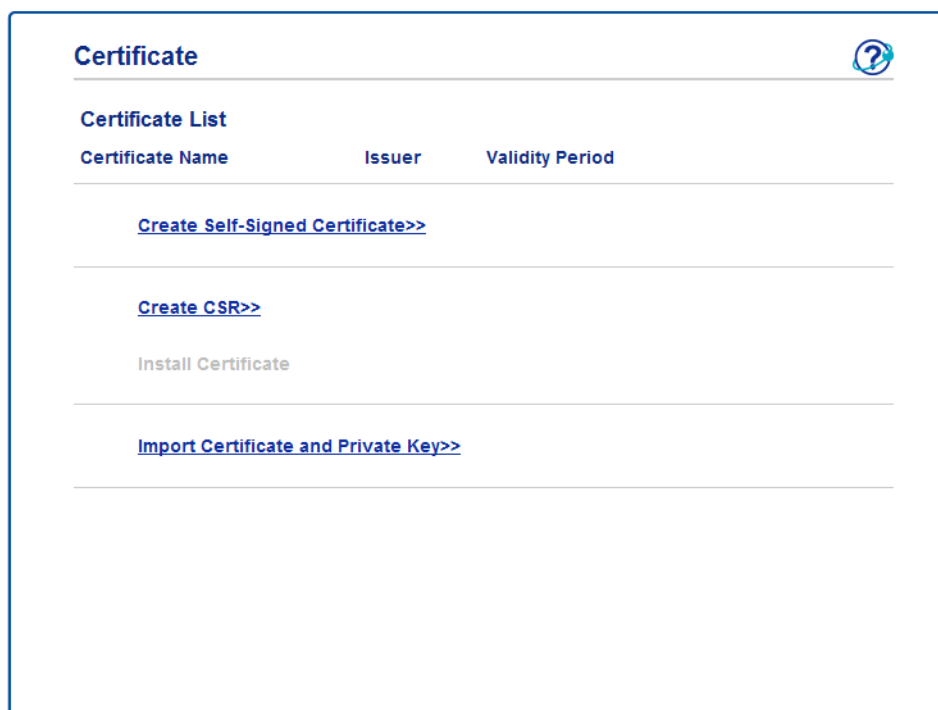 Certificate
?
Certificate List
Certificate Name Issuer Validity Period
Create Self-Signed Certificate>>
Create CSR>>
Install Certificate
Import Certificate and Private Key>>